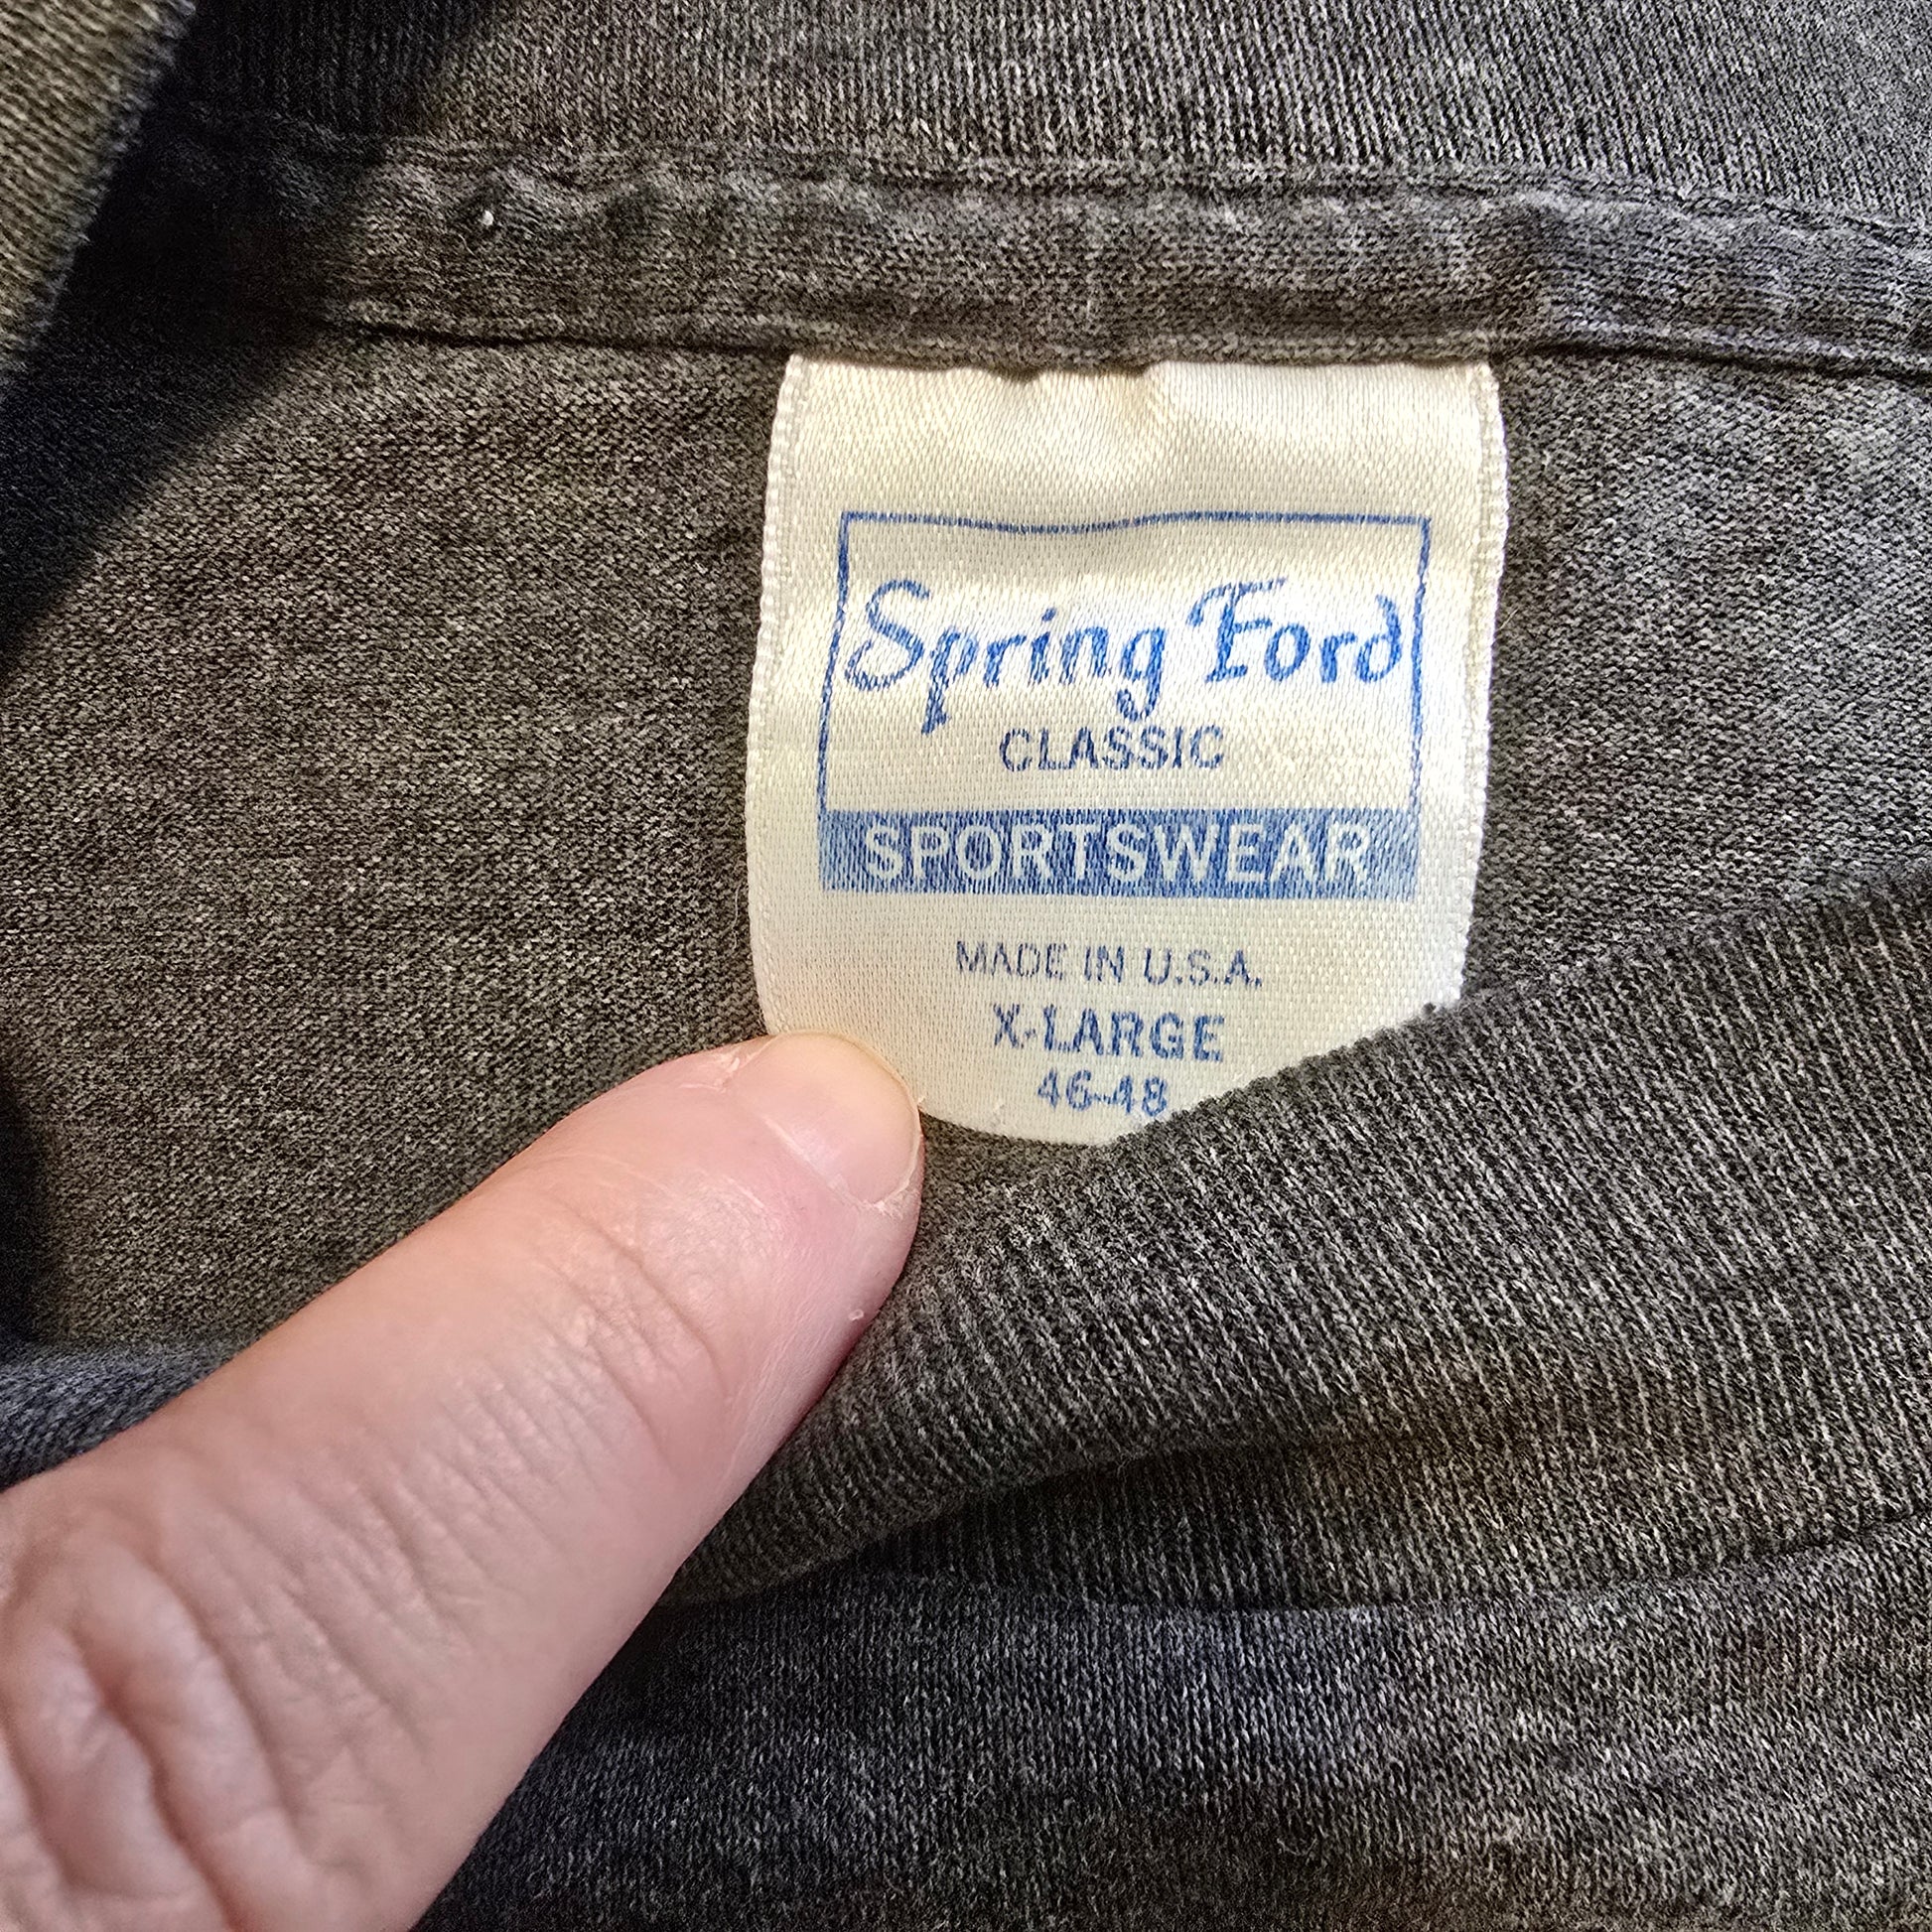 Spring Ford
CLASSIC
SPORTSWEAR
MADE IN U.S.A.
X-LARGE
46-48